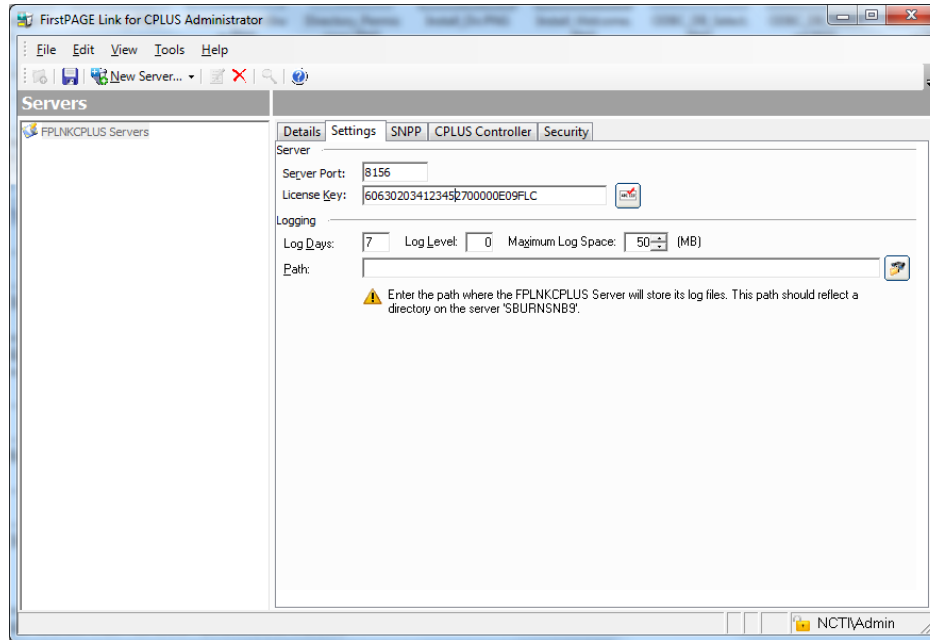 FirstPAGE Link for CPLUS Administrator
File Edit View Tools Help
New Server...
Servers
FPLNKCPLUS Servers
Details Settings SNPP CPLUS Controller Security
Server
Server Port: 8156
License Key: 60630203412345270000E09FLC
Logging
Log Days: 7 Log Level: 0 Maximum Log Space: 50 (MB)
Path:
Enter the path where the FPLNKCPLUS Server will store its log files. This path should reflect a
directory on the server 'SBURNSNB9'.
NCTI\Admin